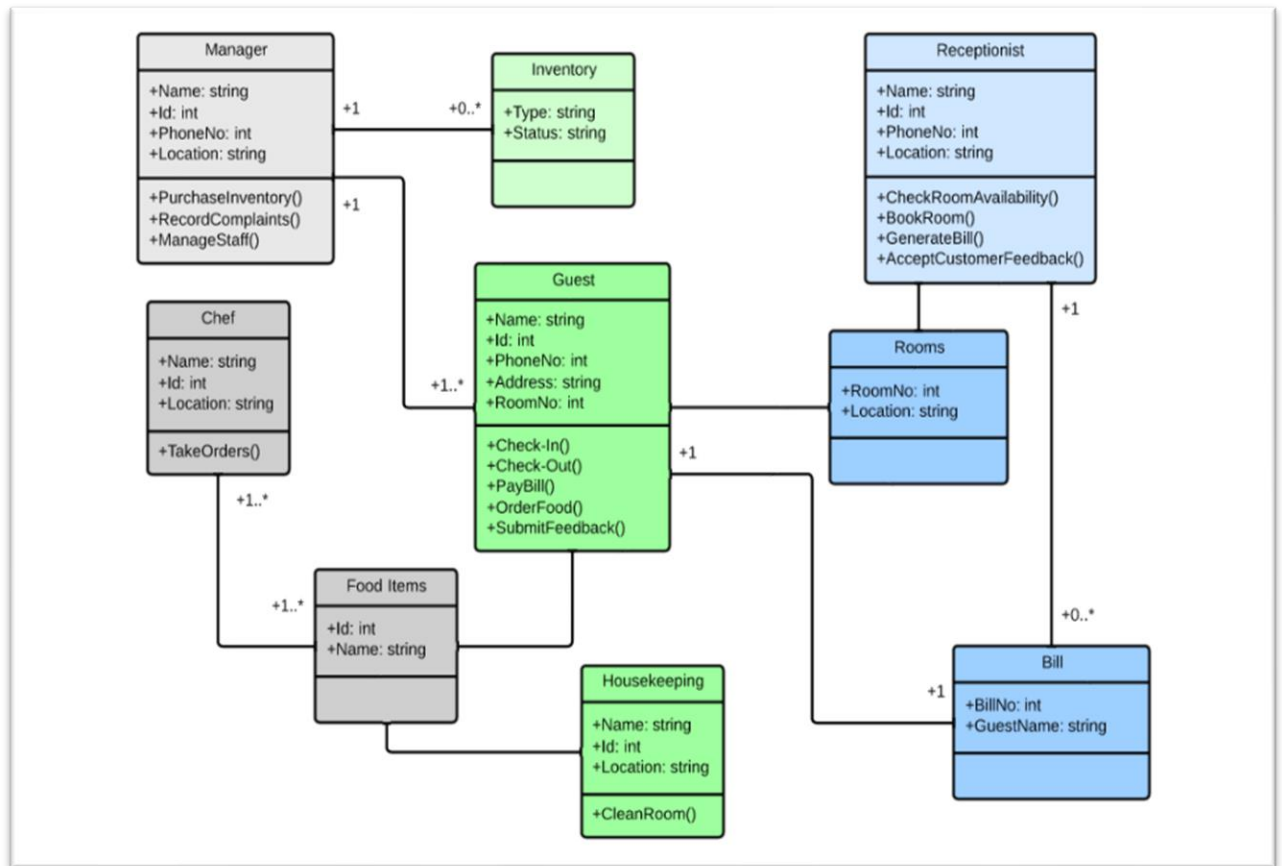 Manager
+Name: string
+Id: int
+PhoneNo: int
+Location: string
+PurchaseInventory()
+RecordComplaints()
+ManageStaff()
+1
+0..*
+1
Inventory
+Type: string
+Status: string
Receptionist
+Name: string
+Id: int
+PhoneNo: int
+Location: string
+CheckRoomAvailability()
+BookRoom()
+GenerateBill()
+AcceptCustomerFeedback()
+1
Chef
+Name: string
+Id: int
+Location: string
+TakeOrders()
+1..*
+1..*
Guest
+Name: string
+Id: int
+PhoneNo: int
+Address: string
+RoomNo: int
+Check-In()
+Check-Out()
+PayBill()
+OrderFood()
+SubmitFeedback()
+1
Rooms
+RoomNo: int
+Location: string
+1..*
Food Items
+Id: int
+Name: string
Housekeeping
+Name: string
+Id: int
+Location: string
+CleanRoom()
+0..*
+1
Bill
+BillNo: int
+GuestName: string